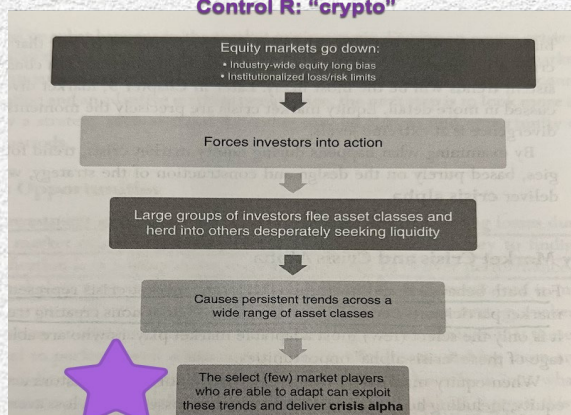 Control R: “crypto”
Equity markets go down:
• Industry-wide equity long bias
• Institutionalized loss/risk limits
Forces investors into action
Large groups of investors flee asset classes and
herd into others desperately seeking liquidity
Causes persistent trends across a
wide range of asset classes
The select (few) market players
who are able to adapt can exploit
these trends and deliver crisis alpha